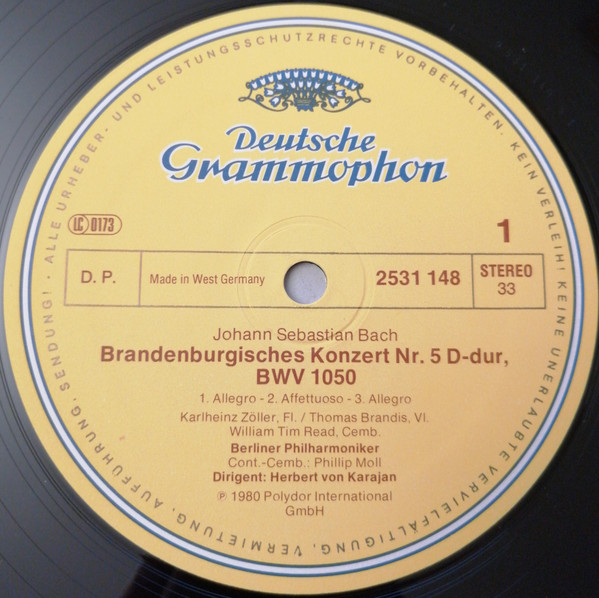 ALLE URHEBER- UND LEISTUNGSSCHUTZRECHTE VORBEHALTEN. KEIN VERLEIH! KEINE UNERLAUBTE VERVIELFÄLTIGUNG, VERMIETUNG, AUFFÜHRUNG, SENDUNG! ·
Deutsche
Grammophon
LC 0173
1
D. P.
Made in West Germany
2531 148
STEREO
33
Johann Sebastian Bach
Brandenburgisches Konzert Nr. 5 D-dur,
BWV 1050
1. Allegro - 2. Affettuoso - 3. Allegro
Karlheinz Zöller, Fl. / Thomas Brandis, Vl.
William Tim Read, Cemb.
Berliner Philharmoniker
Cont.-Cemb.: Phillip Moll
Dirigent: Herbert von Karajan
℗ 1980 Polydor International
GmbH